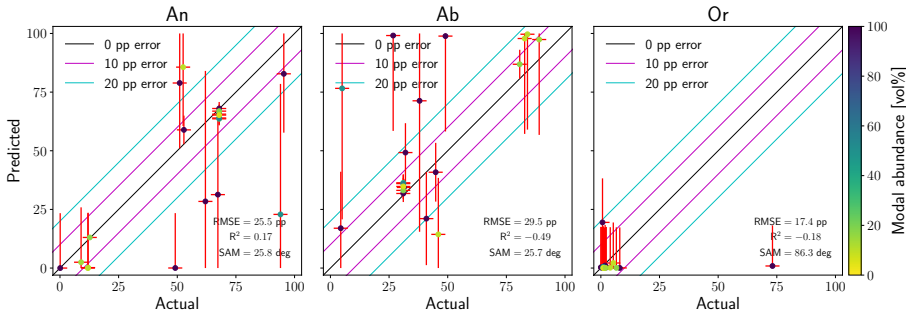 An
Ab
Or
100
75
50
25
0
0 pp error
10 pp error
20 pp error
RMSE = 25.5 pp
R² = 0.17
SAM = 25.8 deg
0 25 50 75 100
Actual
Predicted
0 pp error
10 pp error
20 pp error
RMSE = 29.5 pp
R² = −0.49
SAM = 25.7 deg
0 25 50 75 100
Actual
0 pp error
10 pp error
20 pp error
RMSE = 17.4 pp
R² = −0.18
SAM = 86.3 deg
0 25 50 75 100
Actual
100
80
60
40
20
0
Modal abundance [vol%]